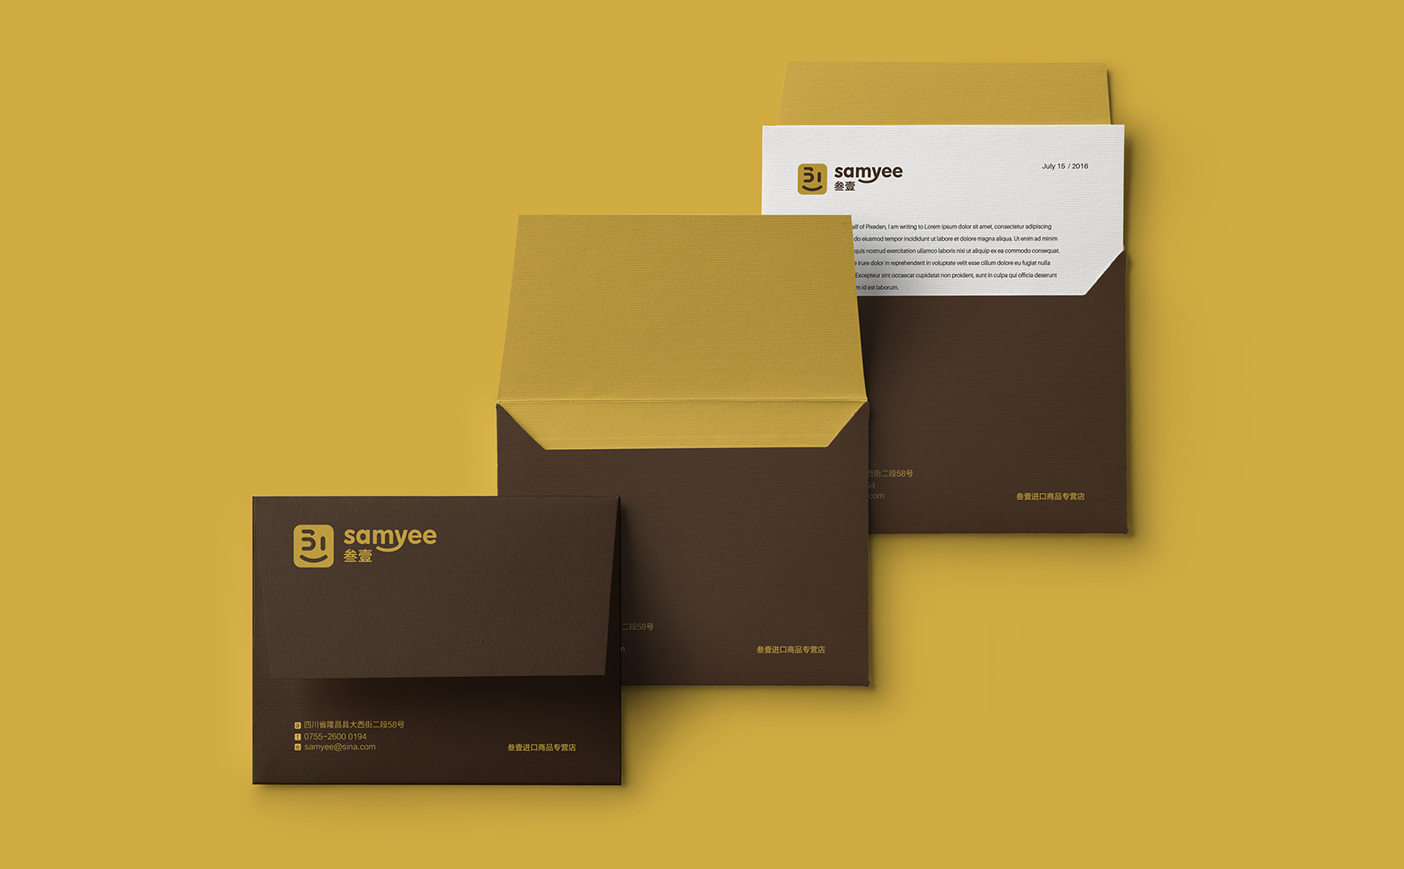 samyee
叁壹
July 15 / 2016
alf of Pixeden, I am writing to Lorem ipsum dolor sit amet, consectetur adipiscing
do eiusmod tempor incididunt ut labore et dolore magna aliqua. Ut enim ad minim
quis nostrud exercitation ullamco laboris nisi ut aliquip ex ea commodo consequat.
e irure dolor in reprehenderit in voluptate velit esse cillum dolore eu fugiat nulla
Excepteur sint occaecat cupidatat non proident, sunt in culpa qui officia deserunt
m id est laborum.
西街二段58号
94
.com
叁壹进口商品专营店
二段58号
叁壹进口商品专营店
samyee
叁壹
四川省隆昌县大西街二段58号
0755-2600 0194
samyee@sina.com
叁壹进口商品专营店